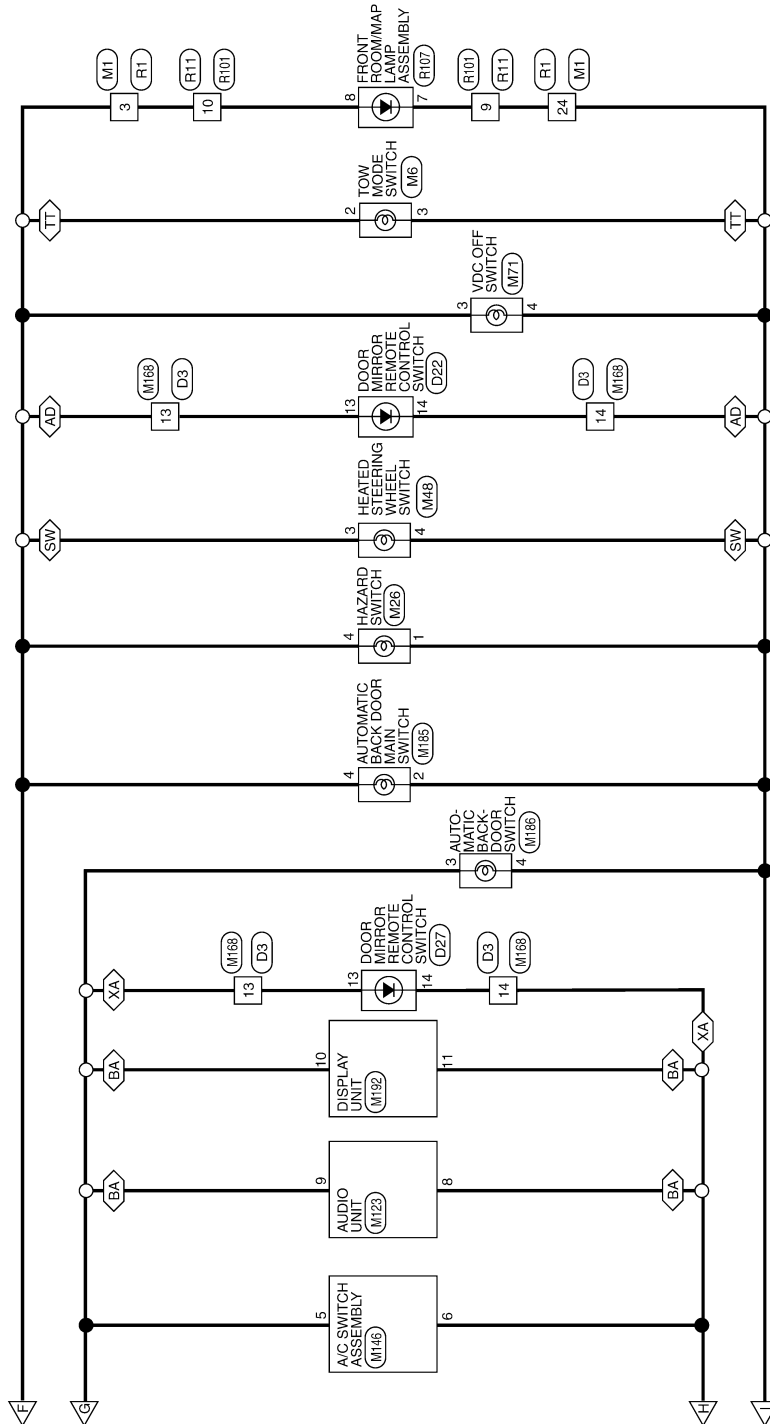 F
G
H
I
5
A/C SWITCH
ASSEMBLY
M146
6
BA
9
AUDIO
UNIT
M123
8
BA
BA
10
DISPLAY
UNIT
M192
11
BA
XA
M168
13
D3
13
DOOR
MIRROR
REMOTE
CONTROL
SWITCH
D27
14
D3
14
M168
XA
3
AUTO-
MATIC
BACK-
DOOR
SWITCH
M186
4
4
AUTOMATIC
BACK DOOR
MAIN
SWITCH
M185
2
4
HAZARD
SWITCH
M26
1
SW
3
HEATED
STEERING
WHEEL
SWITCH
M48
4
SW
AD
M168
13
D3
13
DOOR
MIRROR
REMOTE
CONTROL
SWITCH
D22
14
D3
14
M168
AD
3
VDC OFF
SWITCH
M71
4
TT
2
TOW
MODE
SWITCH
M6
3
TT
M1
3
R1
R11
10
R101
8
FRONT
ROOM/MAP
LAMP
ASSEMBLY
R107
7
R101
9
R11
R1
24
M1